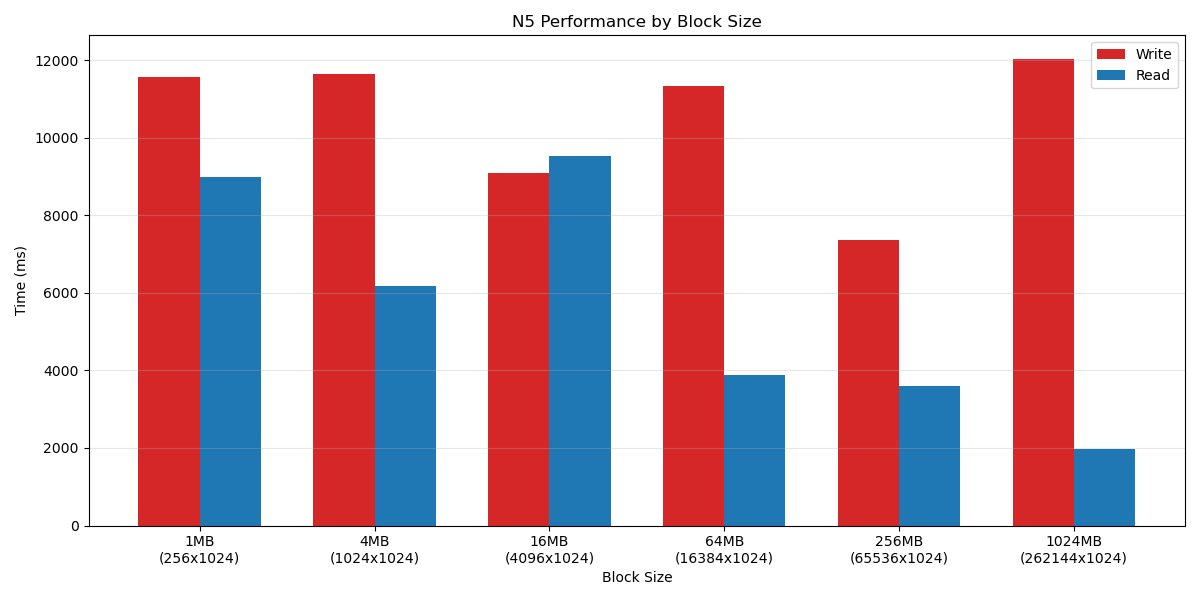 N5 Performance by Block Size
Write
Read
Time (ms)
12000
10000
8000
6000
4000
2000
0
1MB
(256x1024)
4MB
(1024x1024)
16MB
(4096x1024)
64MB
(16384x1024)
256MB
(65536x1024)
1024MB
(262144x1024)
Block Size